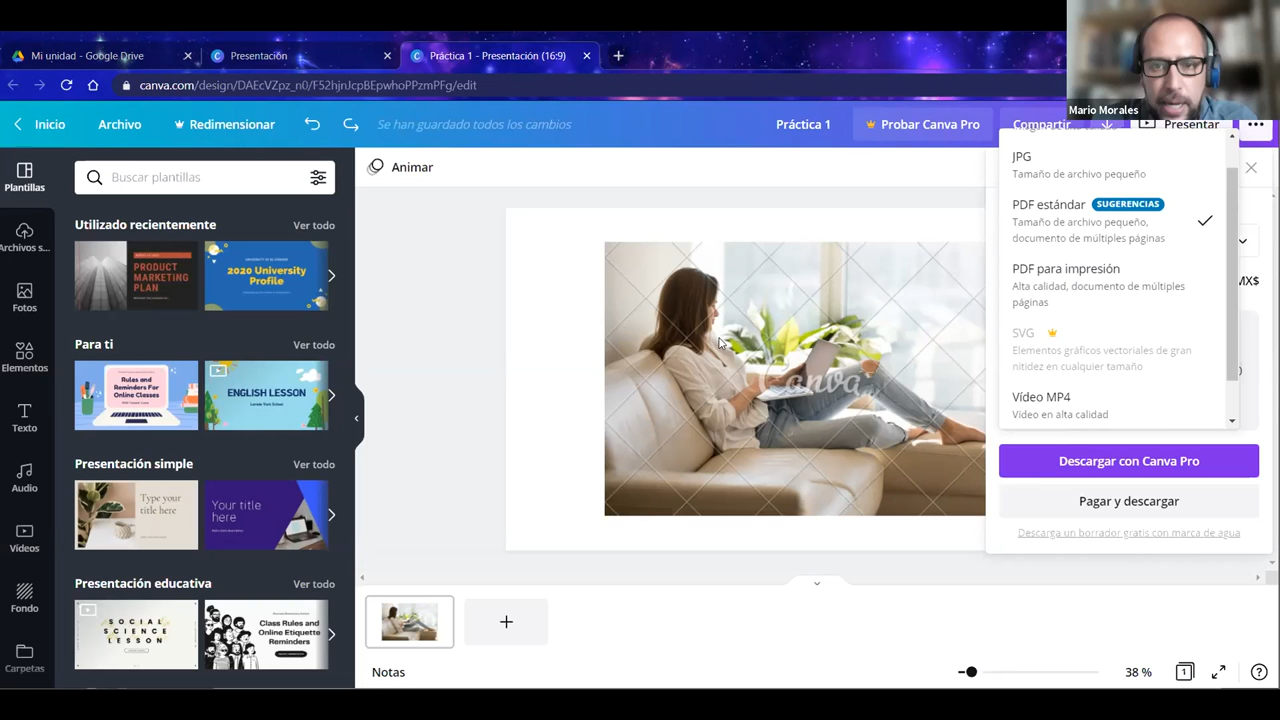 Mi unidad - Google Drive
Presentación
Práctica 1 - Presentación (16:9)
canva.com/design/DAEcVZpz_n0/F52hjnJcpBEpwhoPPzmPFg/edit
Mario Morales
Inicio
Archivo
Redimensionar
Se han guardado todos los cambios
Práctica 1
Probar Canva Pro
Compartir
Presentar
Plantillas
Archivos s...
Fotos
Elementos
Texto
Audio
Vídeos
Fondo
Carpetas
Buscar plantillas
Utilizado recientemente
Ver todo
PRODUCT
MARKETING
PLAN
2020 University
Profile
Para ti
Ver todo
Rules and
Reminders For
Online Classes
ENGLISH LESSON
Presentación simple
Ver todo
Type your
title here
Your title
here
Presentación educativa
Ver todo
SOCIAL
SCIENCE
LESSON
Class Rules and
Online Etiquette
Reminders
Animar
Canva
JPG
Tamaño de archivo pequeño
PDF estándar SUGERENCIAS
Tamaño de archivo pequeño,
documento de múltiples páginas
PDF para impresión
Alta calidad, documento de múltiples
páginas
SVG
Elementos gráficos vectoriales de gran
nitidez en cualquier tamaño
Vídeo MP4
Vídeo en alta calidad
MX$
Descargar con Canva Pro
Pagar y descargar
Descarga un borrador gratis con marca de agua
Notas
38 %
1